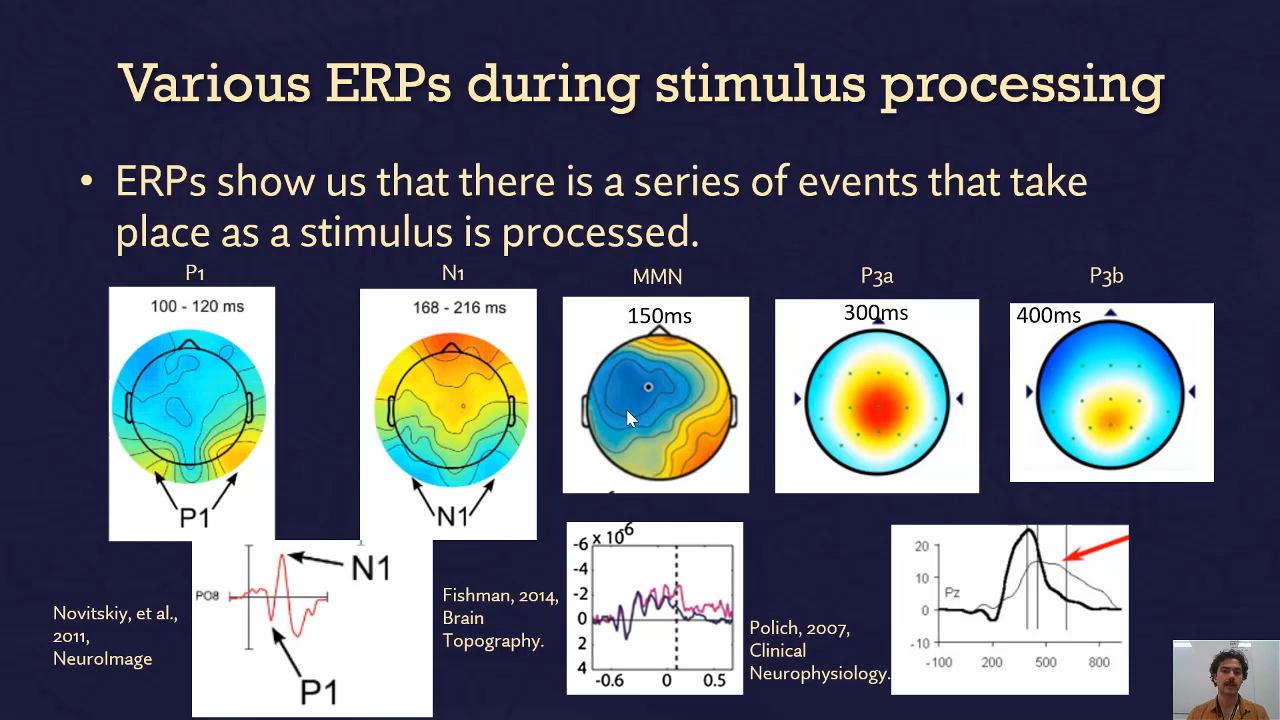 Various ERPs during stimulus processing
• ERPs show us that there is a series of events that take
place as a stimulus is processed.
P1
N1
MMN
P3a
P3b
100 - 120 ms
168 - 216 ms
150ms
300ms
400ms
P1
N1
N1
PO8
P1
Novitskiy, et al.,
2011,
NeuroImage
Fishman, 2014,
Brain
Topography.
-6 x 10-6
-4
-2
0
2
4
-0.6
0
0.5
Polich, 2007,
Clinical
Neurophysiology.
20
10
0
-10
Pz
-100
200
500
800